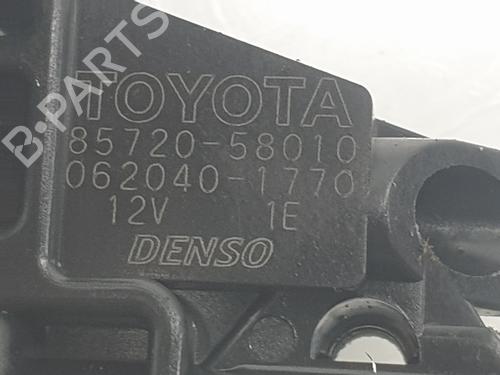 TOYOTA
85720-58010
062040-1770
12V 1E
DENSO
B-PARTS